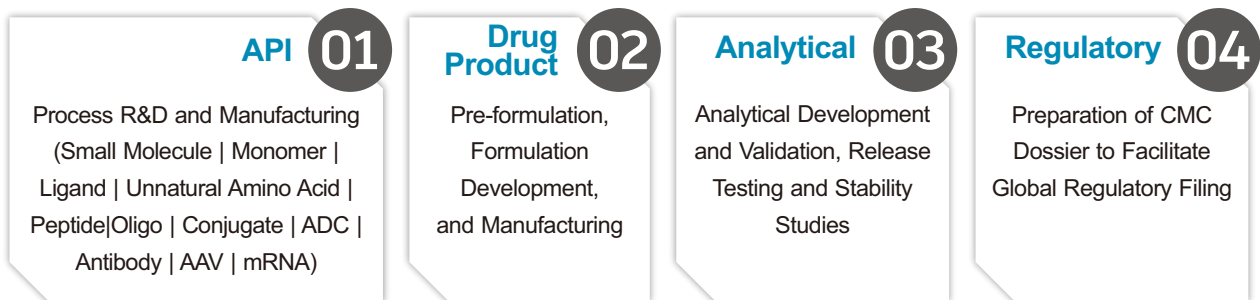 API 01
Process R&D and Manufacturing
(Small Molecule | Monomer |
Ligand | Unnatural Amino Acid |
Peptide|Oligo | Conjugate | ADC |
Antibody | AAV | mRNA)
Drug
Product 02
Pre-formulation,
Formulation
Development,
and Manufacturing
Analytical 03
Analytical Development
and Validation, Release
Testing and Stability
Studies
Regulatory 04
Preparation of CMC
Dossier to Facilitate
Global Regulatory Filing